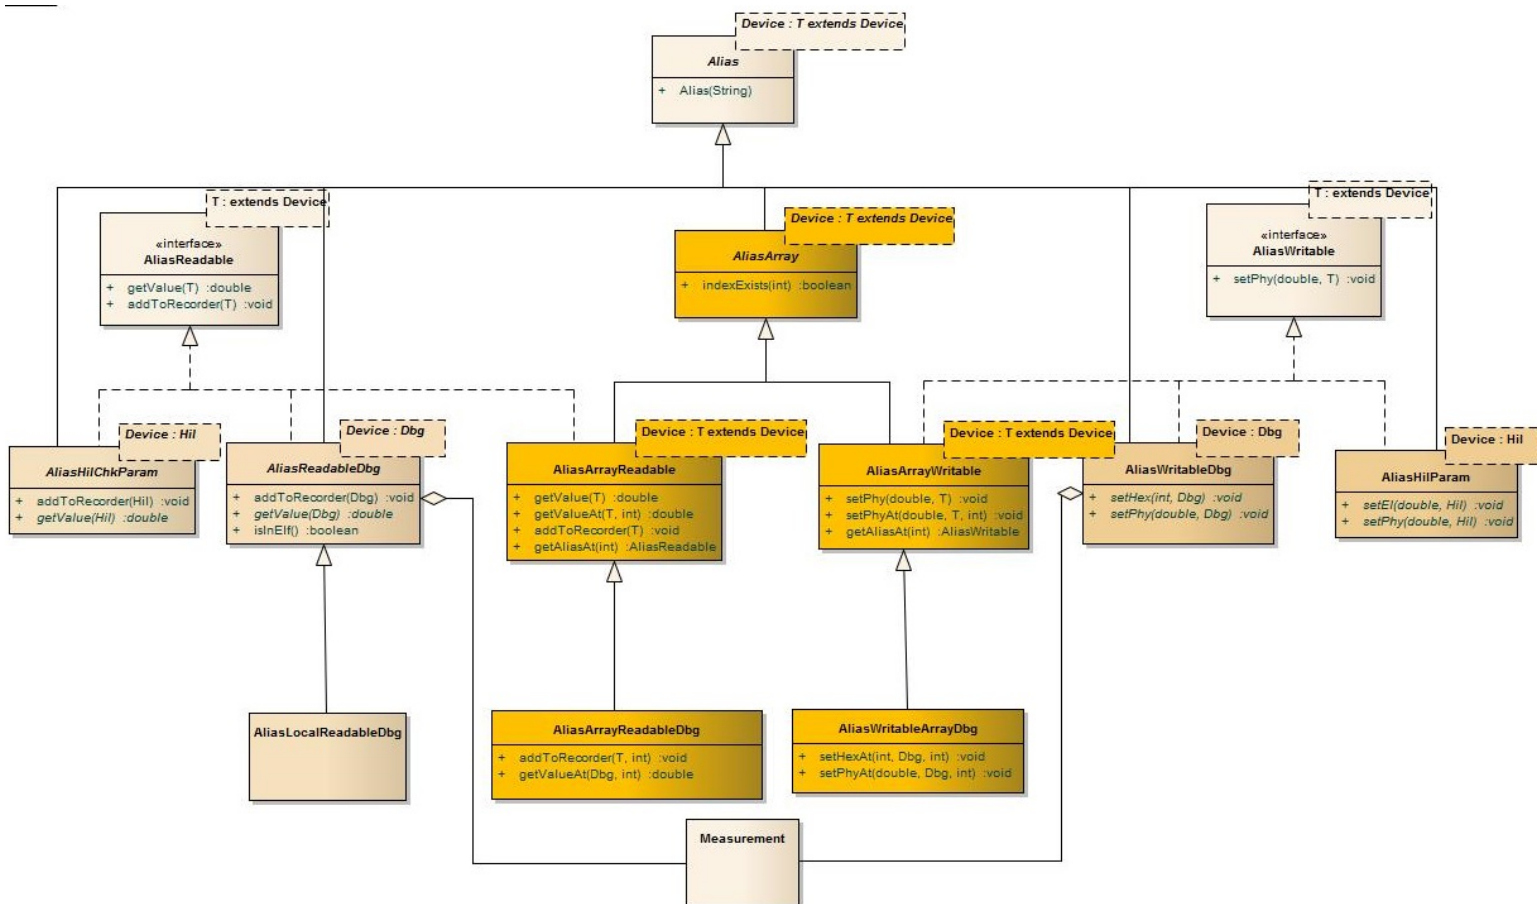 Device : T extends Device
Alias
+ Alias(String)
T : extends Device
«interface»
AliasReadable
+ getValue(T) :double
+ addToRecorder(T) :void
Device : T extends Device
AliasArray
+ indexExists(int) :boolean
T : extends Device
«interface»
AliasWritable
+ setPhy(double, T) :void
Device : Hil
AliasHilChkParam
+ addToRecorder(Hil) :void
+ getValue(Hil) :double
Device : Dbg
AliasReadableDbg
+ addToRecorder(Dbg) :void
+ getValue(Dbg) :double
+ isInElf() :boolean
Device : T extends Device
AliasArrayReadable
+ getValue(T) :double
+ getValueAt(T, int) :double
+ addToRecorder(T) :void
+ getAliasAt(int) :AliasReadable
Device : T extends Device
AliasArrayWritable
+ setPhy(double, T) :void
+ setPhyAt(double, T, int) :void
+ getAliasAt(int) :AliasWritable
Device : Dbg
AliasWritableDbg
+ setHex(int, Dbg) :void
+ setPhy(double, Dbg) :void
Device : Hil
AliasHilParam
+ setEl(double, Hil) :void
+ setPhy(double, Hil) :void
AliasLocalReadableDbg
AliasArrayReadableDbg
+ addToRecorder(T, int) :void
+ getValueAt(Dbg, int) :double
AliasWritableArrayDbg
+ setHexAt(int, Dbg, int) :void
+ setPhyAt(double, Dbg, int) :void
Measurement